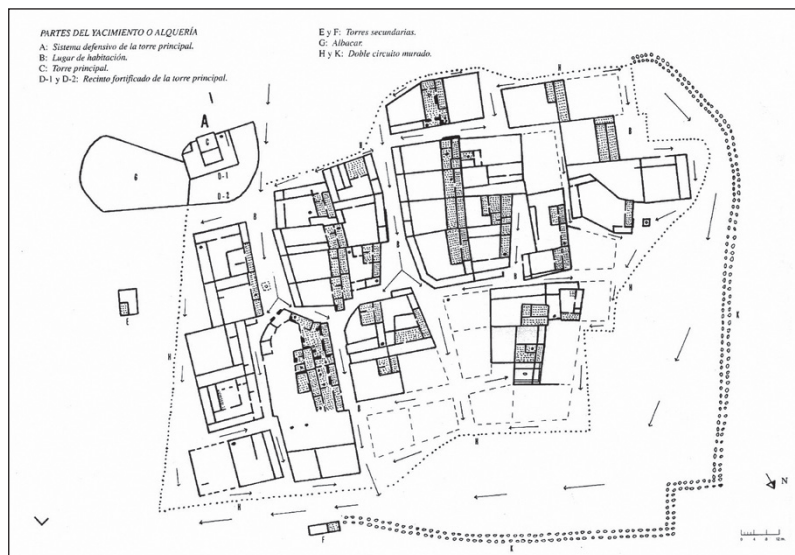 PARTES DEL YACIMIENTO O ALQUERÍA
A: Sistema defensivo de la torre principal.
B: Lugar de habitación.
C: Torre principal.
D-1 y D-2: Recinto fortificado de la torre principal.
E y F: Torres secundarias.
G: Albacar.
H y K: Doble circuito murado.
A
C
D-1
D-2
G
H
B
B
B
B
B
B
E
H
H
H
H
K
N
H
F
K